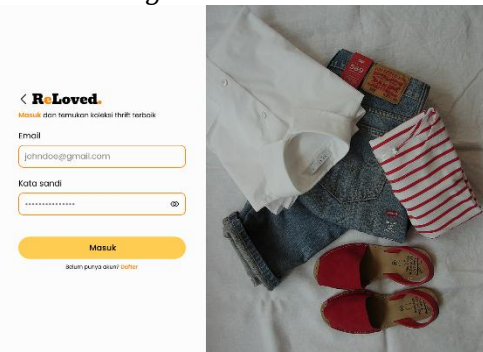 < ReLoved.
Masuk dan temukan koleksi thrift terbaik
Email
johndoe@gmail.com
Kata sandi
...............
Masuk
Belum punya akun? Daftar